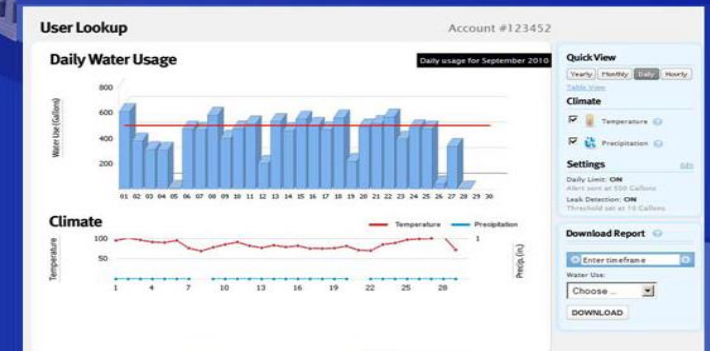 User Lookup
Account #123452
Daily Water Usage
Daily usage for September 2010
Water Use (Gallons)
800
600
400
200
01 02 03 04 05 06 07 08 09 10 11 12 13 14 15 16 17 18 19 20 21 22 23 24 25 26 27 28 29 30
Climate
Temperature
Precipitation
Temperature
100
50
1
Precip. (in.)
1 4 7 10 13 16 19 22 25 28
Quick View
Yearly Monthly Daily Hourly
Table View
Climate
Temperature
Precipitation
Settings
Edit
Daily Limit: ON
Alert sent at 500 Gallons
Leak Detection: ON
Threshold set at 10 Gallons
Download Report
Enter timeframe
Water Use:
Choose ...
DOWNLOAD